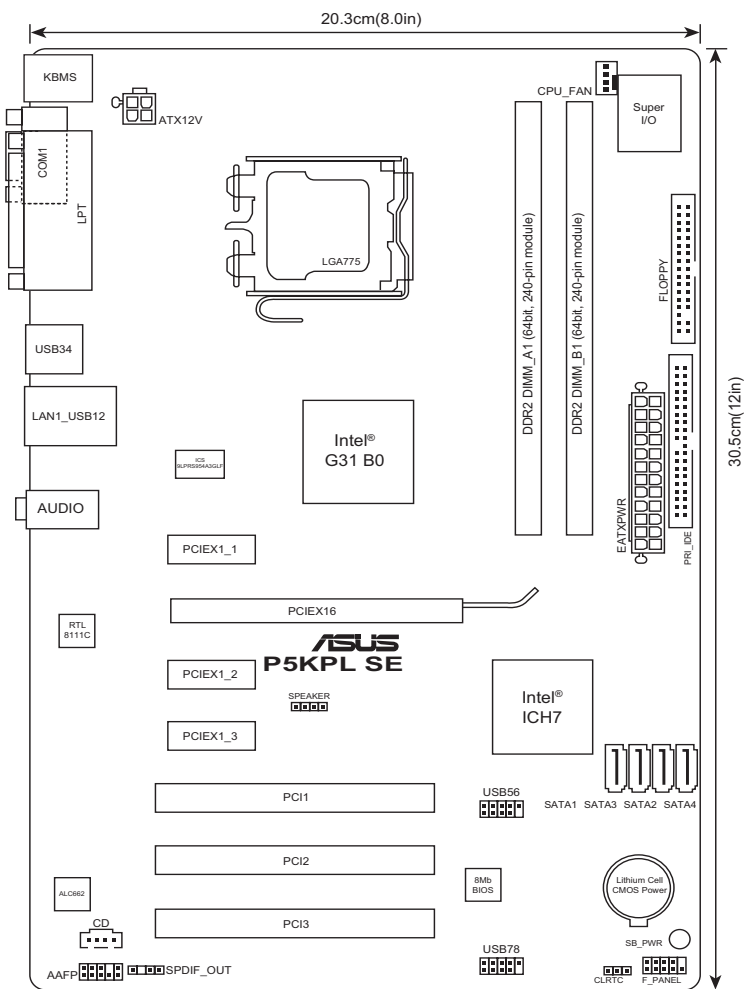 20.3cm(8.0in)
KBMS
CPU_FAN
Super
I/O
ATX12V
COM1
LPT
LGA775
DDR2 DIMM_A1 (64bit, 240-pin module)
DDR2 DIMM_B1 (64bit, 240-pin module)
FLOPPY
30.5cm(12in)
USB34
LAN1_USB12
Intel®
G31 B0
ICS
9LPRS954A3GLF
AUDIO
EATXPWR
PRI_IDE
PCIEX1_1
PCIEX16
RTL
8111C
ASUS
P5KPL SE
PCIEX1_2
SPEAKER
Intel®
ICH7
PCIEX1_3
PCI1
USB56
SATA1 SATA3 SATA2 SATA4
PCI2
8Mb
BIOS
Lithium Cell
CMOS Power
ALC662
CD
PCI3
SB_PWR
USB78
AAFP
SPDIF_OUT
CLRTC
F_PANEL